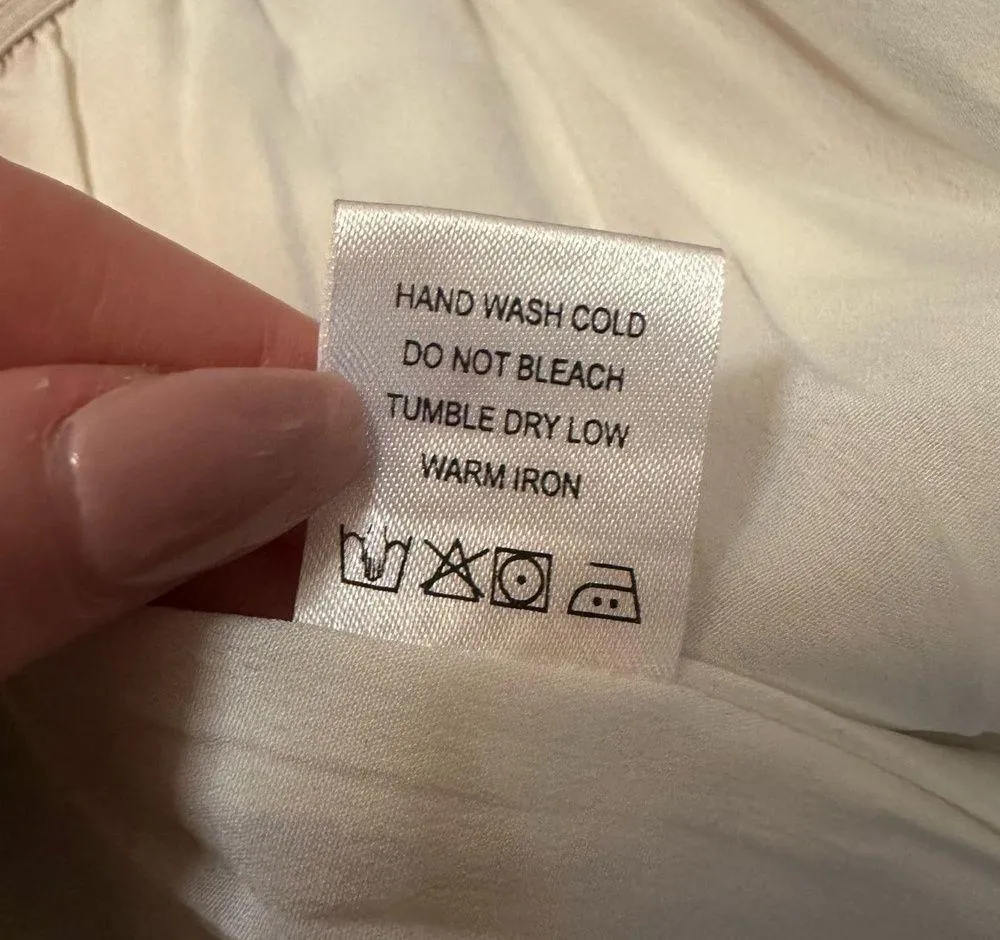 HAND WASH COLD
DO NOT BLEACH
TUMBLE DRY LOW
WARM IRON